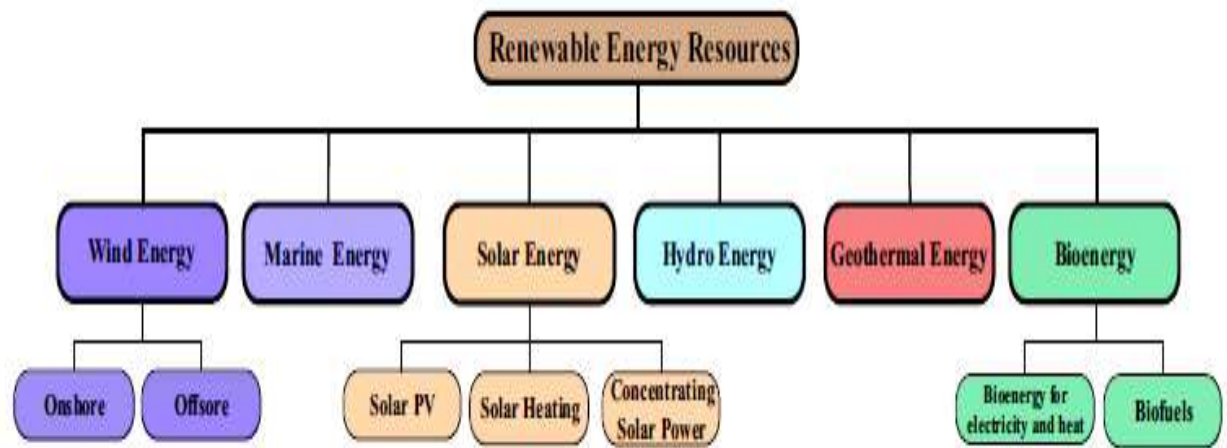 Renewable Energy Resources
Wind Energy
Marine Energy
Solar Energy
Hydro Energy
Geothermal Energy
Bioenergy
Onshore
Offsore
Solar PV
Solar Heating
Concentrating
Solar Power
Bioenergy for
electricity and heat
Biofuels